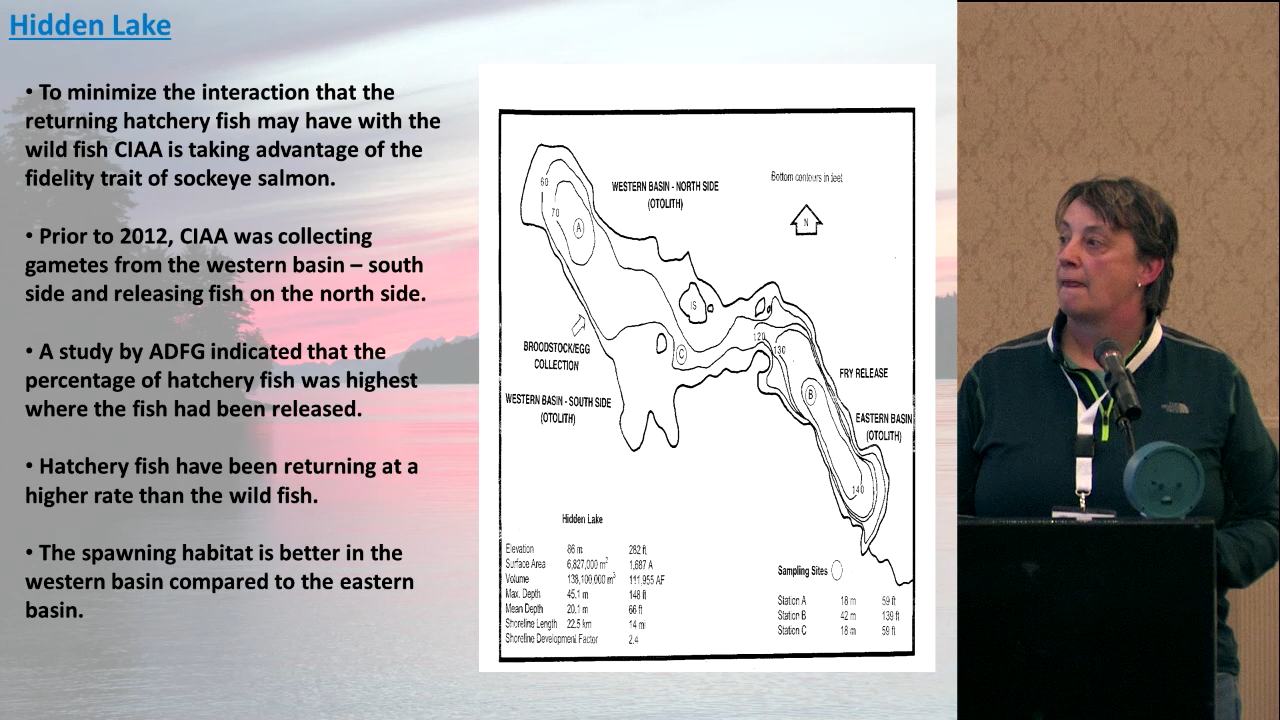 Hidden Lake
• To minimize the interaction that the
returning hatchery fish may have with the
wild fish CIAA is taking advantage of the
fidelity trait of sockeye salmon.
• Prior to 2012, CIAA was collecting
gametes from the western basin – south
side and releasing fish on the north side.
• A study by ADFG indicated that the
percentage of hatchery fish was highest
where the fish had been released.
• Hatchery fish have been returning at a
higher rate than the wild fish.
• The spawning habitat is better in the
western basin compared to the eastern
basin.
WESTERN BASIN - NORTH SIDE
(OTOLITH)
Bottom contours in feet
N
60
70
A
IS
C
120
130
B
140
BROODSTOCK/EGG
COLLECTION
WESTERN BASIN - SOUTH SIDE
(OTOLITH)
FRY RELEASE
EASTERN BASIN
(OTOLITH)
Hidden Lake
Elevation 86 m 282 ft
Surface Area 6,827,000 m² 1,687 A
Volume 138,100,000 m³ 111,955 AF
Max. Depth 45.1 m 148 ft
Mean Depth 20.1 m 66 ft
Shoreline Length 22.5 km 14 mi
Shoreline Development Factor 2.4
Sampling Sites
Station A 18 m 59 ft
Station B 42 m 139 ft
Station C 18 m 59 ft